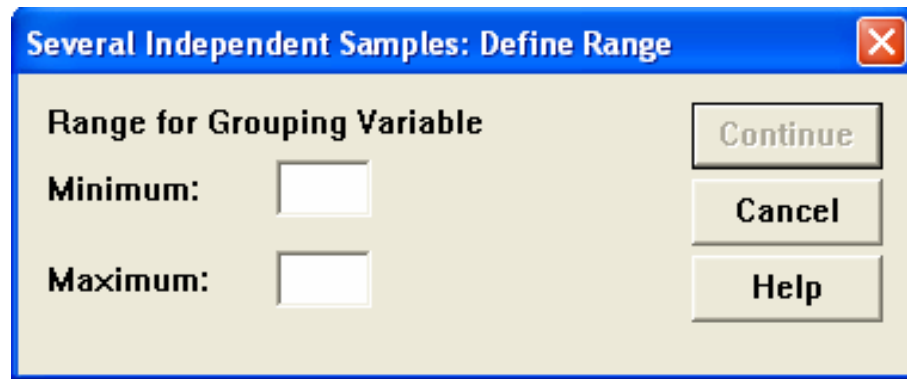 Several Independent Samples: Define Range
Range for Grouping Variable
Minimum:
Maximum:
Continue
Cancel
Help